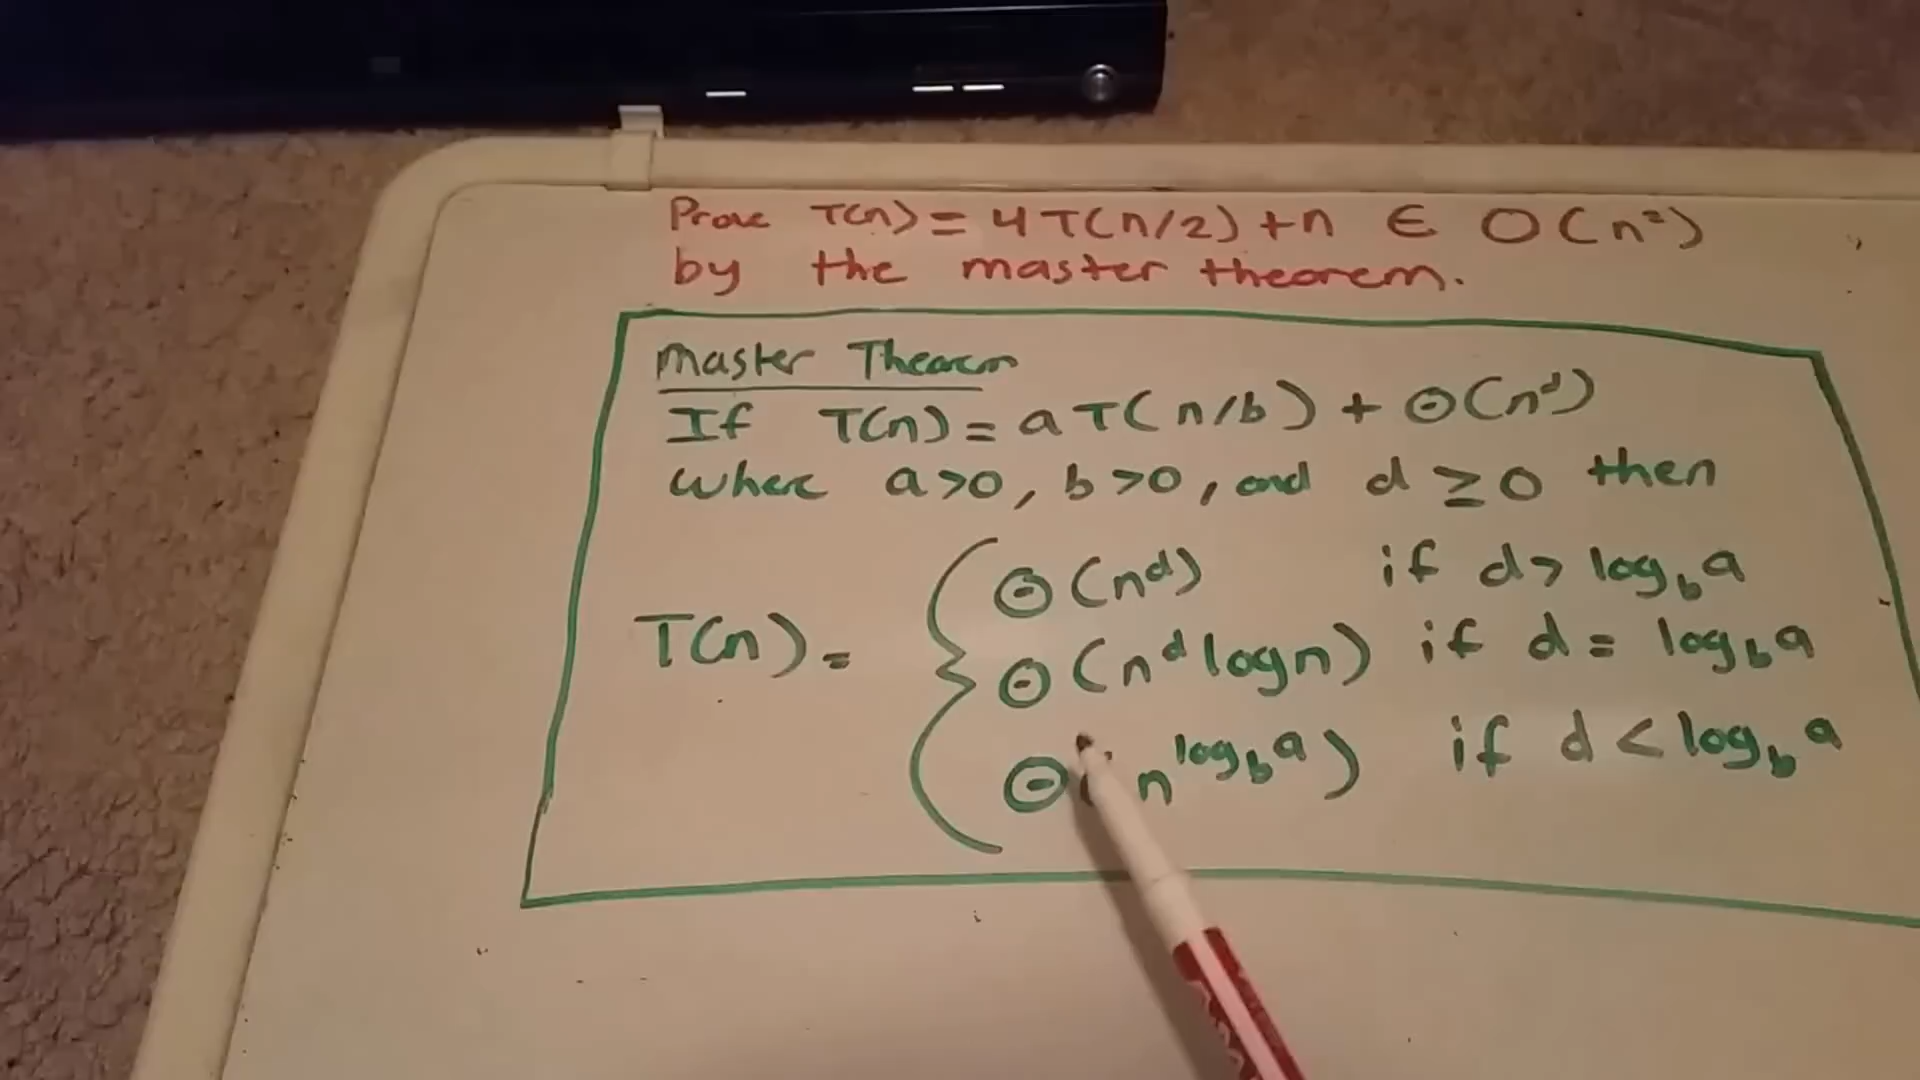 Prove T(n) = 4T(n/2) + n ∈ O(n²)
by the master theorem.
Master Theorem
If T(n) = aT(n/b) + Θ(n^d)
where a > 0, b > 0, and d ≥ 0 then
Θ(n^d) if d > log_b a
T(n) = Θ(n^d log n) if d = log_b a
Θ(n^{log_b a}) if d < log_b a